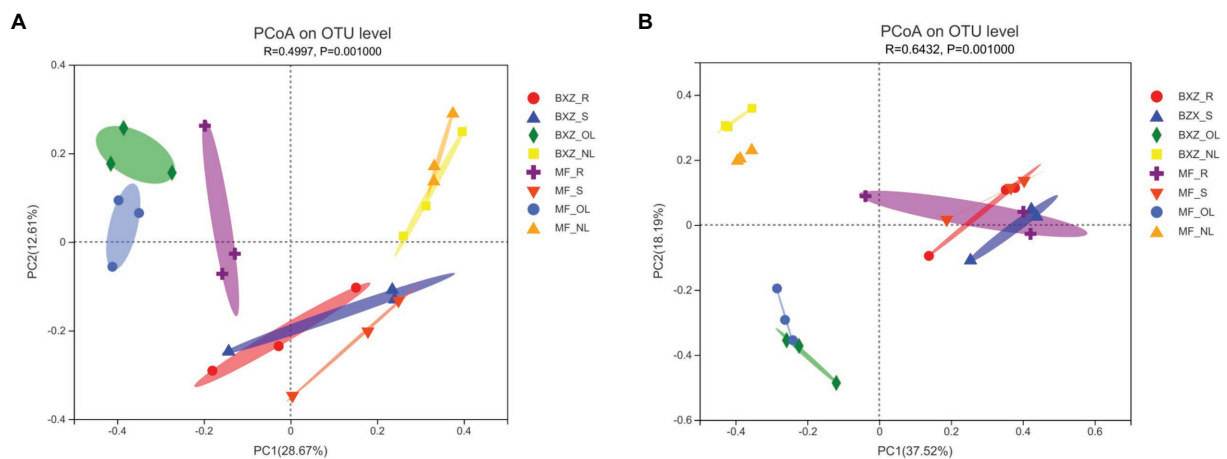 A
PCoA on OTU level
R=0.4997, P=0.001000
0.4
0.2
0
-0.2
-0.4
-0.4
-0.2
0
0.2
0.4
PC2(12.61%)
PC1(28.67%)
BXZ_R
BXZ_S
BXZ_OL
BXZ_NL
MF_R
MF_S
MF_OL
MF_NL
B
PCoA on OTU level
R=0.6432, P=0.001000
0.4
0.2
0
-0.2
-0.4
-0.6
-0.4
-0.2
0
0.2
0.4
0.6
PC2(18.19%)
PC1(37.52%)
BXZ_R
BZX_S
BXZ_OL
BXZ_NL
MF_R
MF_S
MF_OL
MF_NL